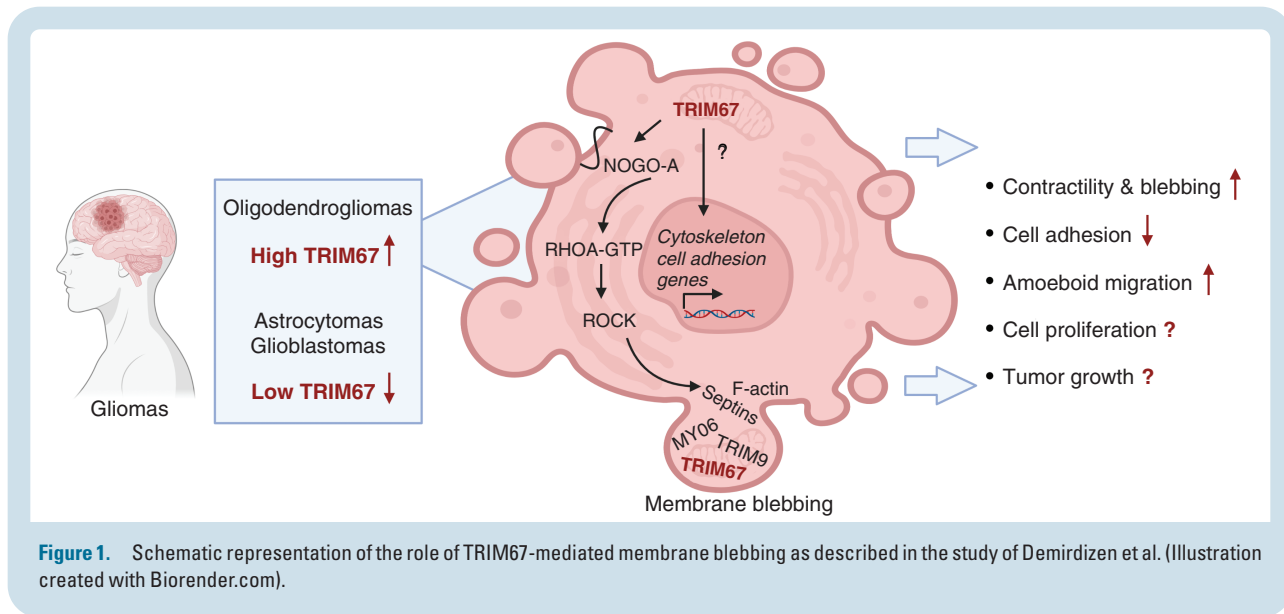 Gliomas
Oligodendrogliomas
High TRIM67 ↑
Astrocytomas
Glioblastomas
Low TRIM67 ↓
TRIM67
?
NOGO-A
RHOA-GTP
ROCK
Cytoskeleton
cell adhesion
genes
F-actin
Septins
MY06
TRIM9
TRIM67
Membrane blebbing
• Contractility & blebbing ↑
• Cell adhesion ↓
• Amoeboid migration ↑
• Cell proliferation ?
• Tumor growth ?
Figure 1. Schematic representation of the role of TRIM67-mediated membrane blebbing as described in the study of Demirdizen et al. (Illustration
created with Biorender.com).